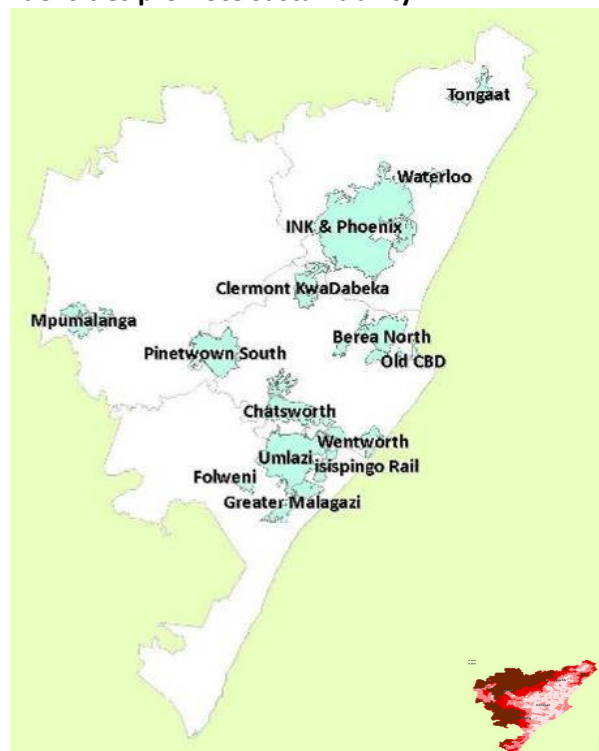 Tongaat
Waterloo
INK & Phoenix
Clermont KwaDabeka
Mpumalanga
Berea North
Pinetwown South
Old CBD
Chatsworth
Wentworth
Umlazi
isispingo Rail
Folweni
Greater Malagazi